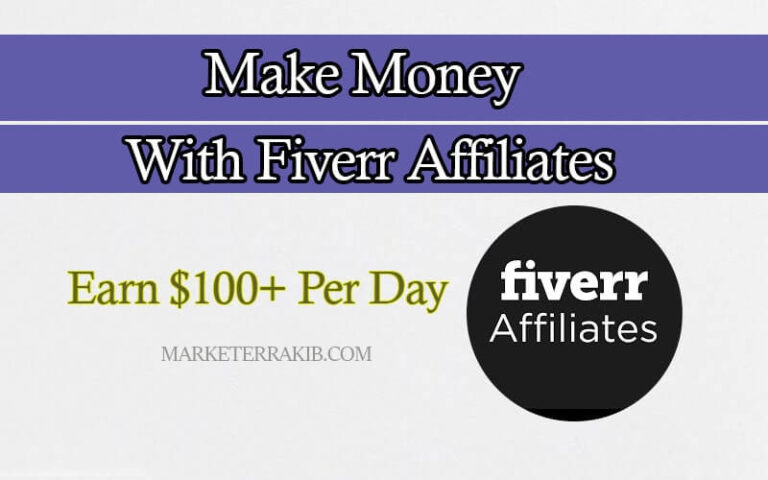 Make Money
With Fiverr Affiliates
Earn $100+ Per Day
MARKETERRAKIB.COM
fiverr
Affiliates